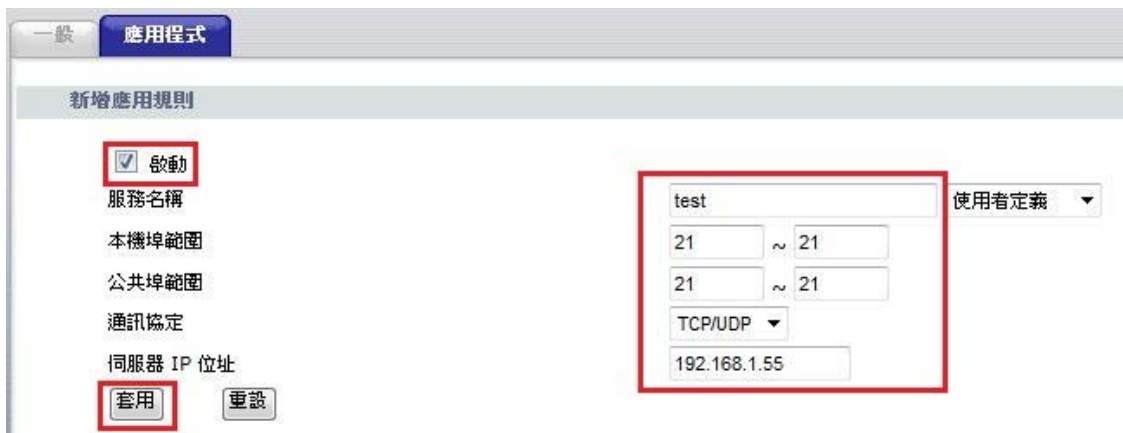 一般 應用程式
新增應用規則
啟動
服務名稱 test 使用者定義
本機埠範圍 21 ~ 21
公共埠範圍 21 ~ 21
通訊協定 TCP/UDP
伺服器 IP 位址 192.168.1.55
套用 重設